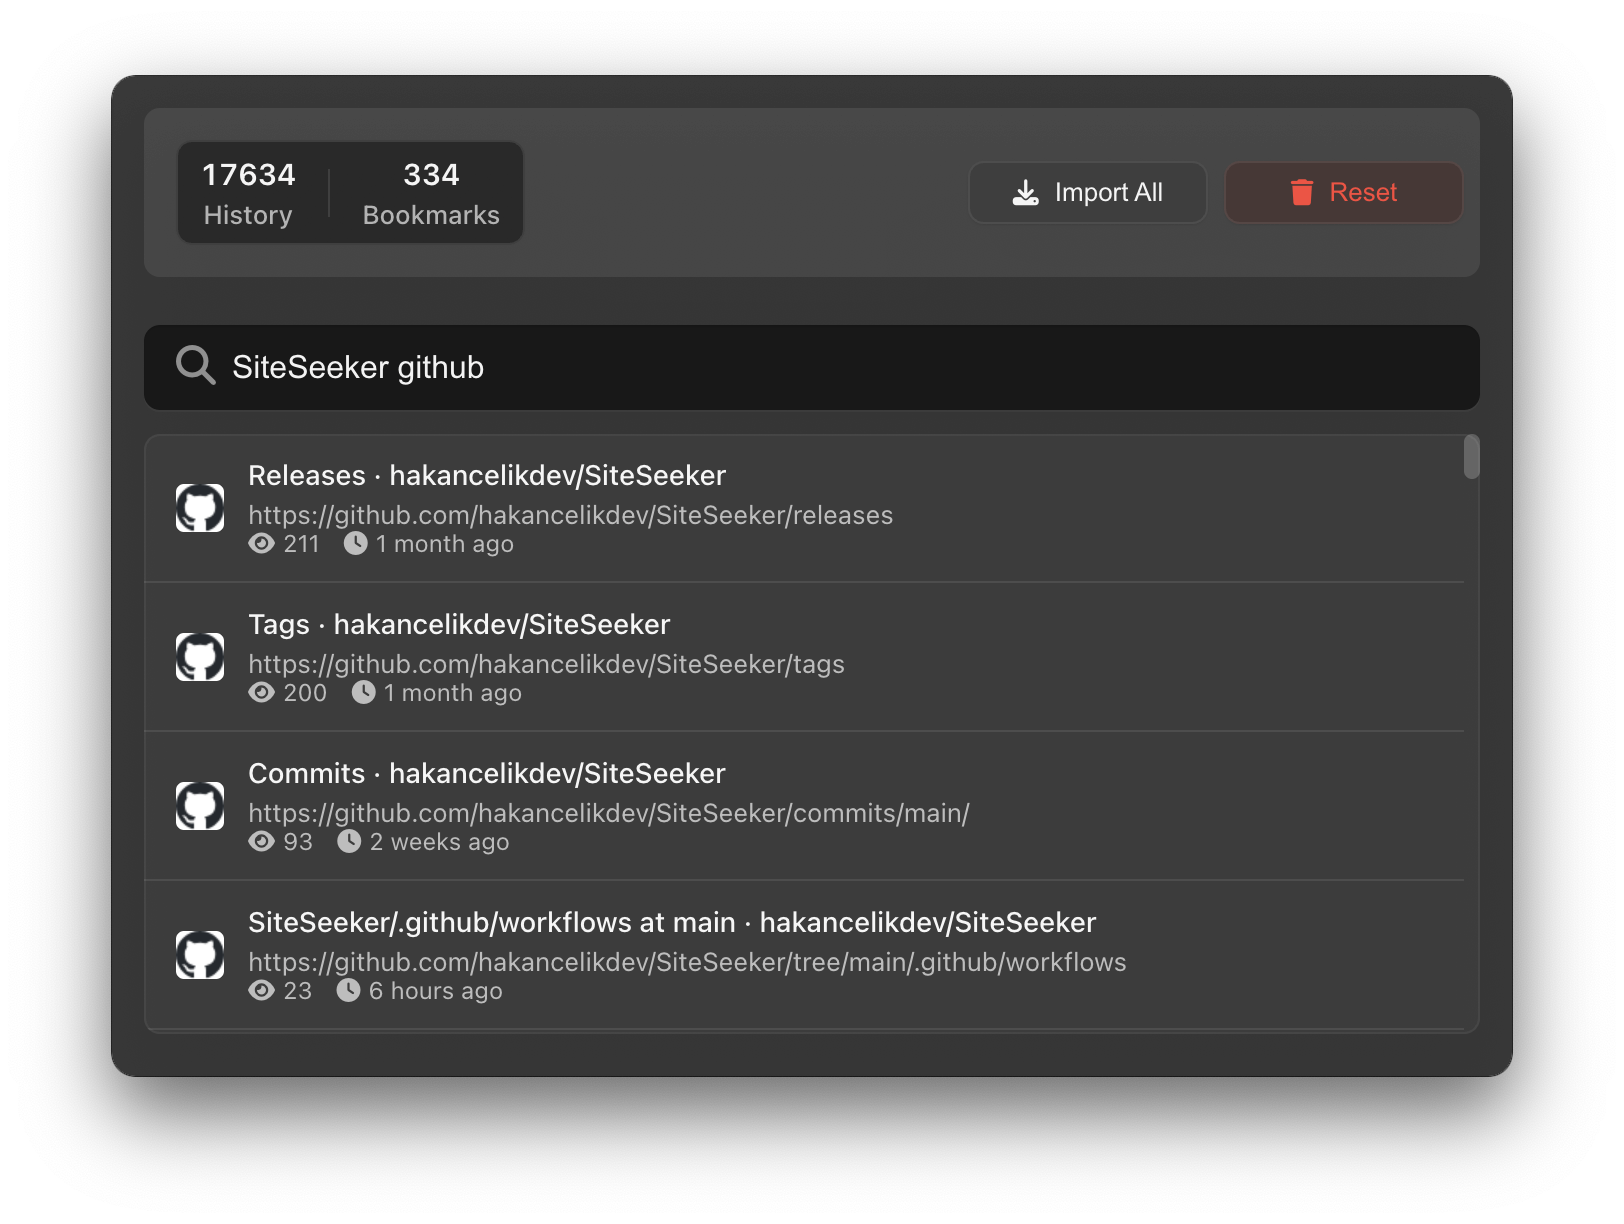 17634
History
334
Bookmarks
Import All
Reset
SiteSeeker github
Releases · hakancelikdev/SiteSeeker
https://github.com/hakancelikdev/SiteSeeker/releases
211 1 month ago
Tags · hakancelikdev/SiteSeeker
https://github.com/hakancelikdev/SiteSeeker/tags
200 1 month ago
Commits · hakancelikdev/SiteSeeker
https://github.com/hakancelikdev/SiteSeeker/commits/main/
93 2 weeks ago
SiteSeeker/.github/workflows at main · hakancelikdev/SiteSeeker
https://github.com/hakancelikdev/SiteSeeker/tree/main/.github/workflows
23 6 hours ago